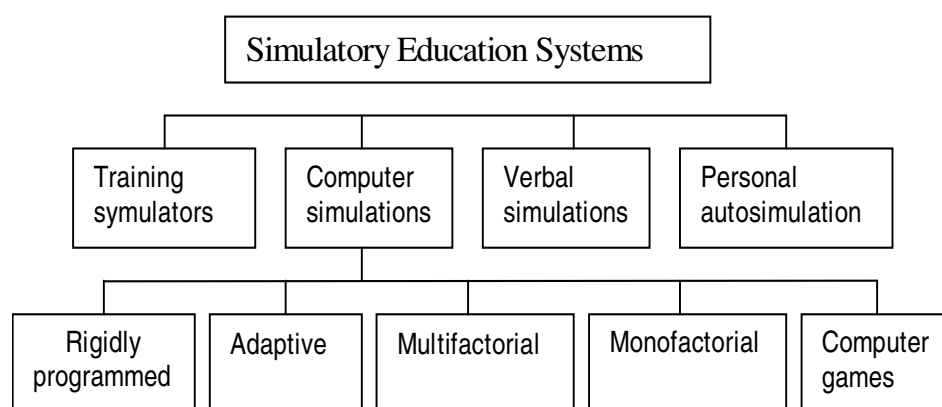 Simulatory Education Systems
Training
symulators
Computer
simulations
Verbal
simulations
Personal
autosimulation
Rigidly
programmed
Adaptive
Multifactorial
Monofactorial
Computer
games